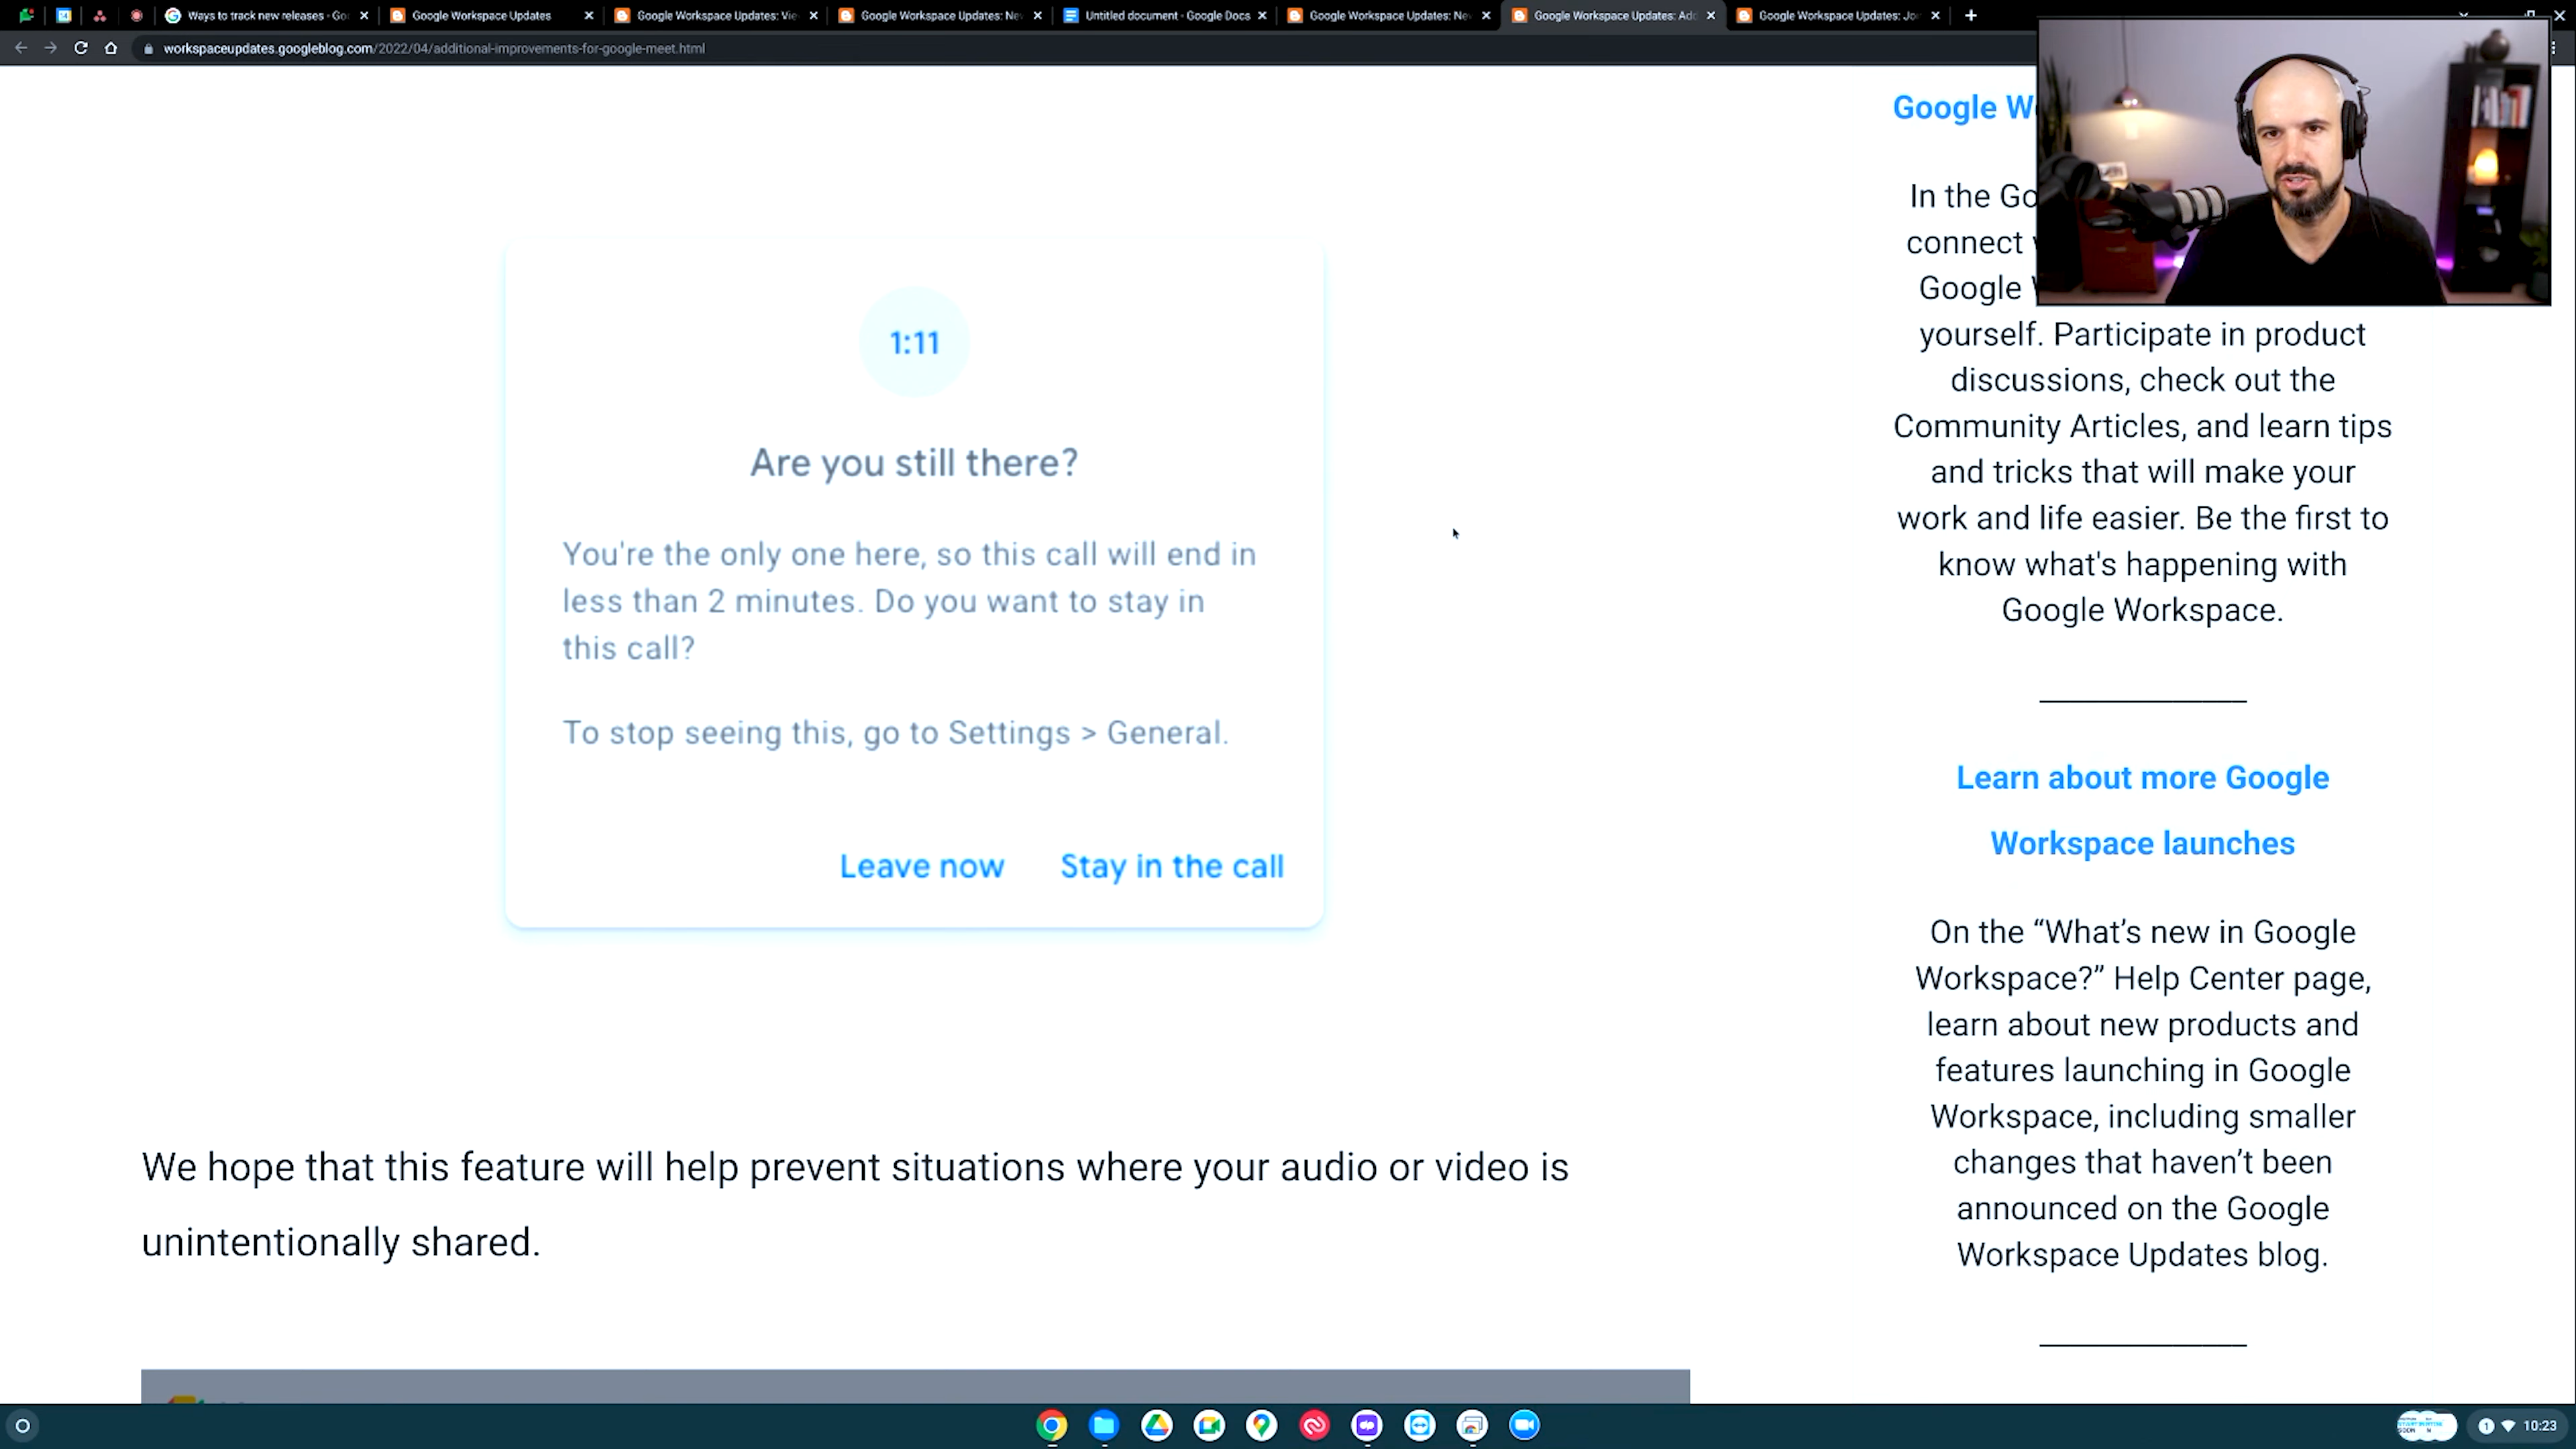 Ways to track new releases - Go
Google Workspace Updates
Google Workspace Updates: Vie
Google Workspace Updates: Ne
Untitled document - Google Docs
Google Workspace Updates: Ne
Google Workspace Updates: Add
Google Workspace Updates: Joi
workspaceupdates.googleblog.com/2022/04/additional-improvements-for-google-meet.html
1:11
Are you still there?
You're the only one here, so this call will end in
less than 2 minutes. Do you want to stay in
this call?
To stop seeing this, go to Settings > General.
Leave now Stay in the call
We hope that this feature will help prevent situations where your audio or video is
unintentionally shared.
Google W
In the Go
connect
Google
yourself. Participate in product
discussions, check out the
Community Articles, and learn tips
and tricks that will make your
work and life easier. Be the first to
know what's happening with
Google Workspace.
Learn about more Google
Workspace launches
On the “What’s new in Google
Workspace?” Help Center page,
learn about new products and
features launching in Google
Workspace, including smaller
changes that haven’t been
announced on the Google
Workspace Updates blog.
1 10:23